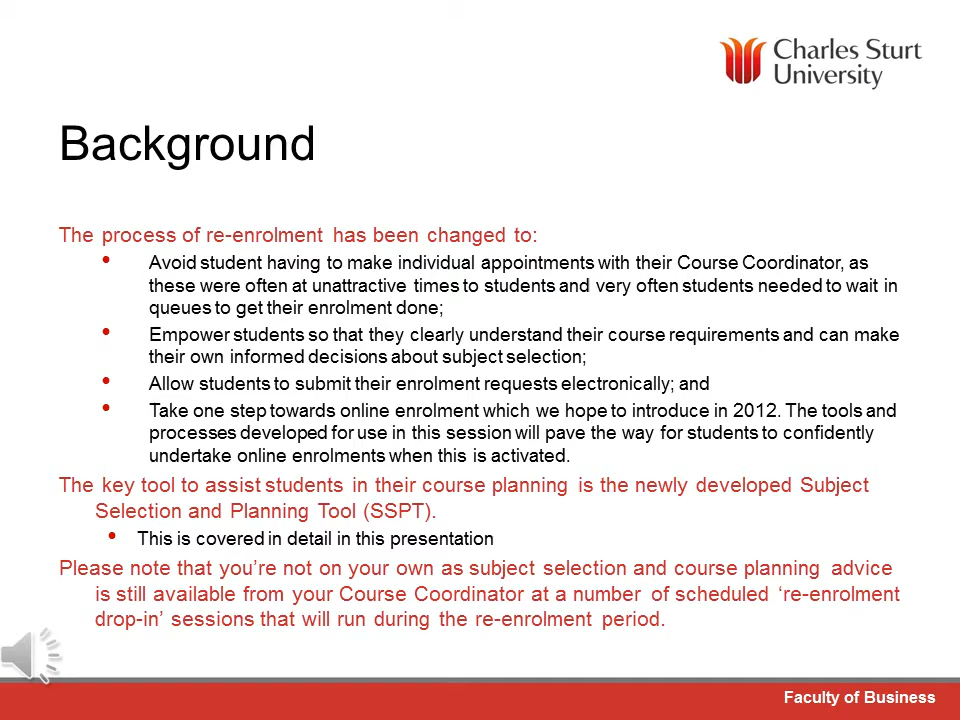 Charles Sturt
University
Background
The process of re-enrolment has been changed to:
• Avoid student having to make individual appointments with their Course Coordinator, as
these were often at unattractive times to students and very often students needed to wait in
queues to get their enrolment done;
• Empower students so that they clearly understand their course requirements and can make
their own informed decisions about subject selection;
• Allow students to submit their enrolment requests electronically; and
• Take one step towards online enrolment which we hope to introduce in 2012. The tools and
processes developed for use in this session will pave the way for students to confidently
undertake online enrolments when this is activated.
The key tool to assist students in their course planning is the newly developed Subject
Selection and Planning Tool (SSPT).
• This is covered in detail in this presentation
Please note that you’re not on your own as subject selection and course planning advice
is still available from your Course Coordinator at a number of scheduled ‘re-enrolment
drop-in’ sessions that will run during the re-enrolment period.
Faculty of Business